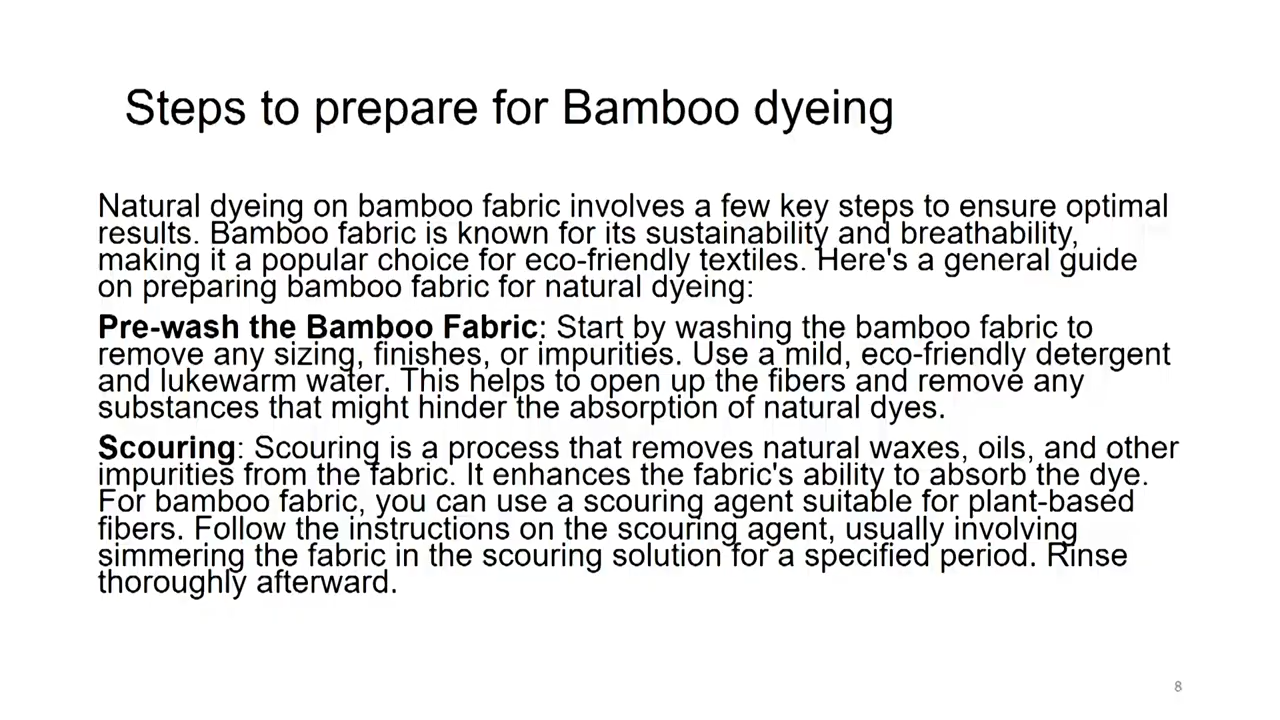 Steps to prepare for Bamboo dyeing
Natural dyeing on bamboo fabric involves a few key steps to ensure optimal
results. Bamboo fabric is known for its sustainability and breathability,
making it a popular choice for eco-friendly textiles. Here's a general guide
on preparing bamboo fabric for natural dyeing:
Pre-wash the Bamboo Fabric: Start by washing the bamboo fabric to
remove any sizing, finishes, or impurities. Use a mild, eco-friendly detergent
and lukewarm water. This helps to open up the fibers and remove any
substances that might hinder the absorption of natural dyes.
Scouring: Scouring is a process that removes natural waxes, oils, and other
impurities from the fabric. It enhances the fabric's ability to absorb the dye.
For bamboo fabric, you can use a scouring agent suitable for plant-based
fibers. Follow the instructions on the scouring agent, usually involving
simmering the fabric in the scouring solution for a specified period. Rinse
thoroughly afterward.
8